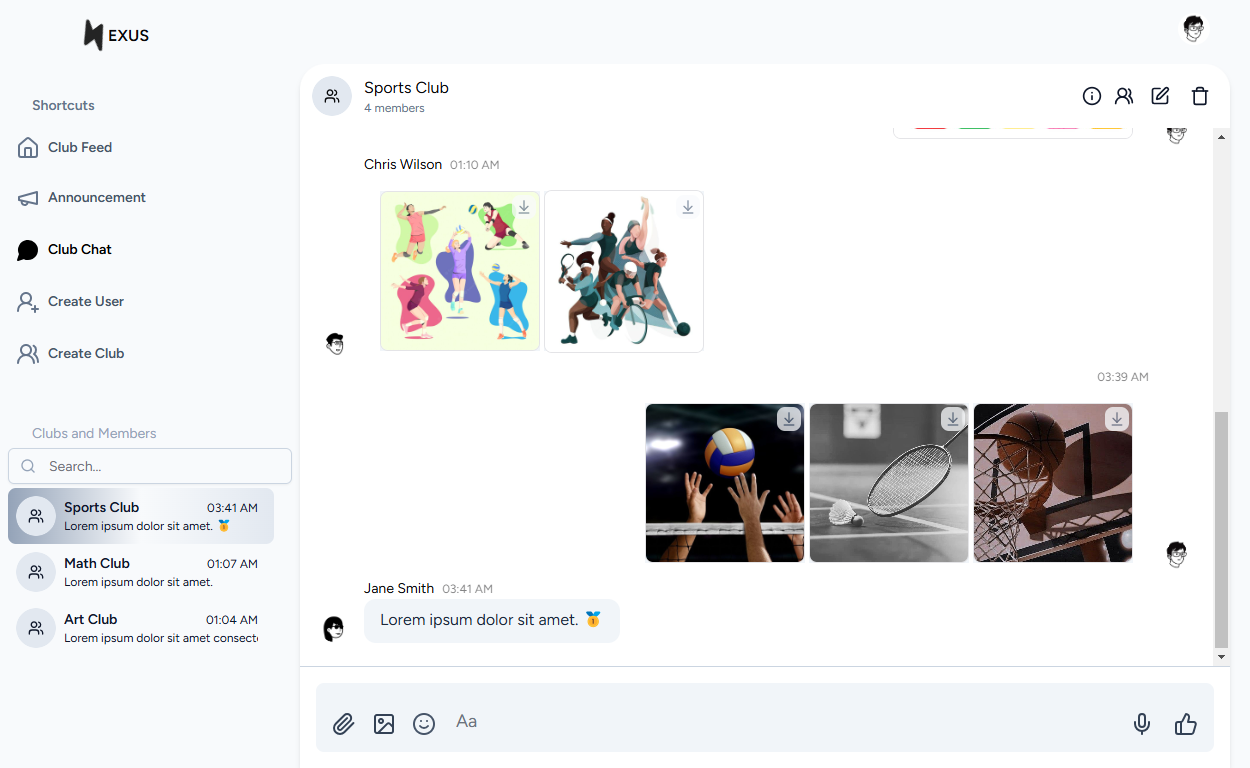 EXUS
Shortcuts
Club Feed
Announcement
Club Chat
Create User
Create Club
Clubs and Members
Search...
Sports Club 03:41 AM
Lorem ipsum dolor sit amet. 🏅
Math Club 01:07 AM
Lorem ipsum dolor sit amet.
Art Club 01:04 AM
Lorem ipsum dolor sit amet consect
Sports Club
4 members
Chris Wilson 01:10 AM
03:39 AM
Jane Smith 03:41 AM
Lorem ipsum dolor sit amet. 🏅
Aa